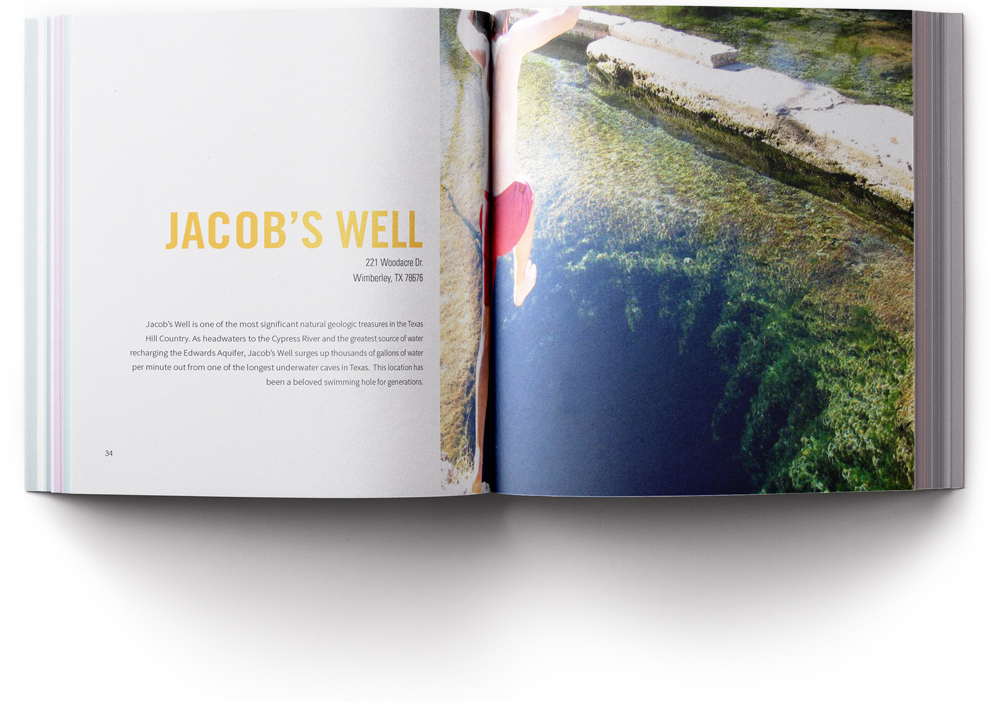 JACOB'S WELL
221 Woodacre Dr.
Wimberley, TX 78676
Jacob's Well is one of the most significant natural geologic treasures in the Texas
Hill Country. As headwaters to the Cypress River and the greatest source of water
recharging the Edwards Aquifer, Jacob's Well surges up thousands of gallons of water
per minute out from one of the longest underwater caves in Texas. This location has
been a beloved swimming hole for generations.
34